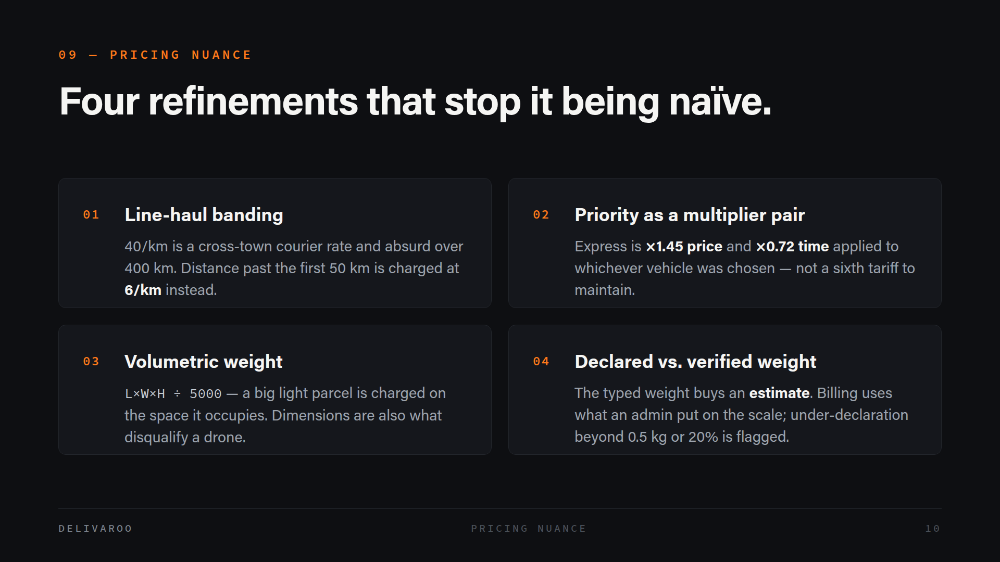 09 — PRICING NUANCE
Four refinements that stop it being naïve.
01
Line-haul banding
40/km is a cross-town courier rate and absurd over
400 km. Distance past the first 50 km is charged at
6/km instead.
02
Priority as a multiplier pair
Express is ×1.45 price and ×0.72 time applied to
whichever vehicle was chosen — not a sixth tariff to
maintain.
03
Volumetric weight
L×W×H ÷ 5000 — a big light parcel is charged on
the space it occupies. Dimensions are also what
disqualify a drone.
04
Declared vs. verified weight
The typed weight buys an estimate. Billing uses
what an admin put on the scale; under-declaration
beyond 0.5 kg or 20% is flagged.
DELIVAROO
PRICING NUANCE
10